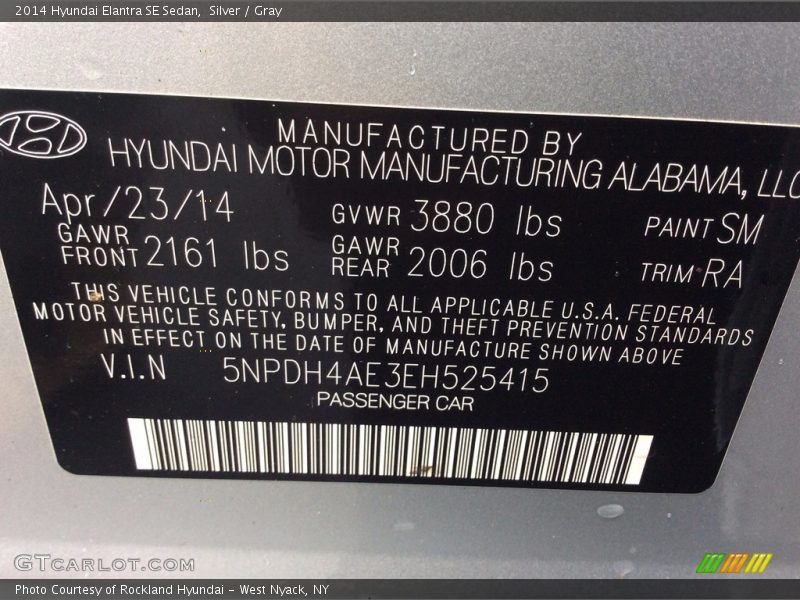 2014 Hyundai Elantra SE Sedan,  Silver / Gray
MANUFACTURED BY
HYUNDAI MOTOR MANUFACTURING ALABAMA, LLC
Apr/23/14 GVWR 3880 lbs PAINT SM
GAWR FRONT 2161 lbs GAWR REAR 2006 lbs TRIM RA
THIS VEHICLE CONFORMS TO ALL APPLICABLE U.S.A. FEDERAL
MOTOR VEHICLE SAFETY, BUMPER, AND THEFT PREVENTION STANDARDS
IN EFFECT ON THE DATE OF MANUFACTURE SHOWN ABOVE
V.I.N 5NPDH4AE3EH525415
PASSENGER CAR
GTCARLOT.COM
Photo Courtesy of Rockland Hyundai - West Nyack, NY